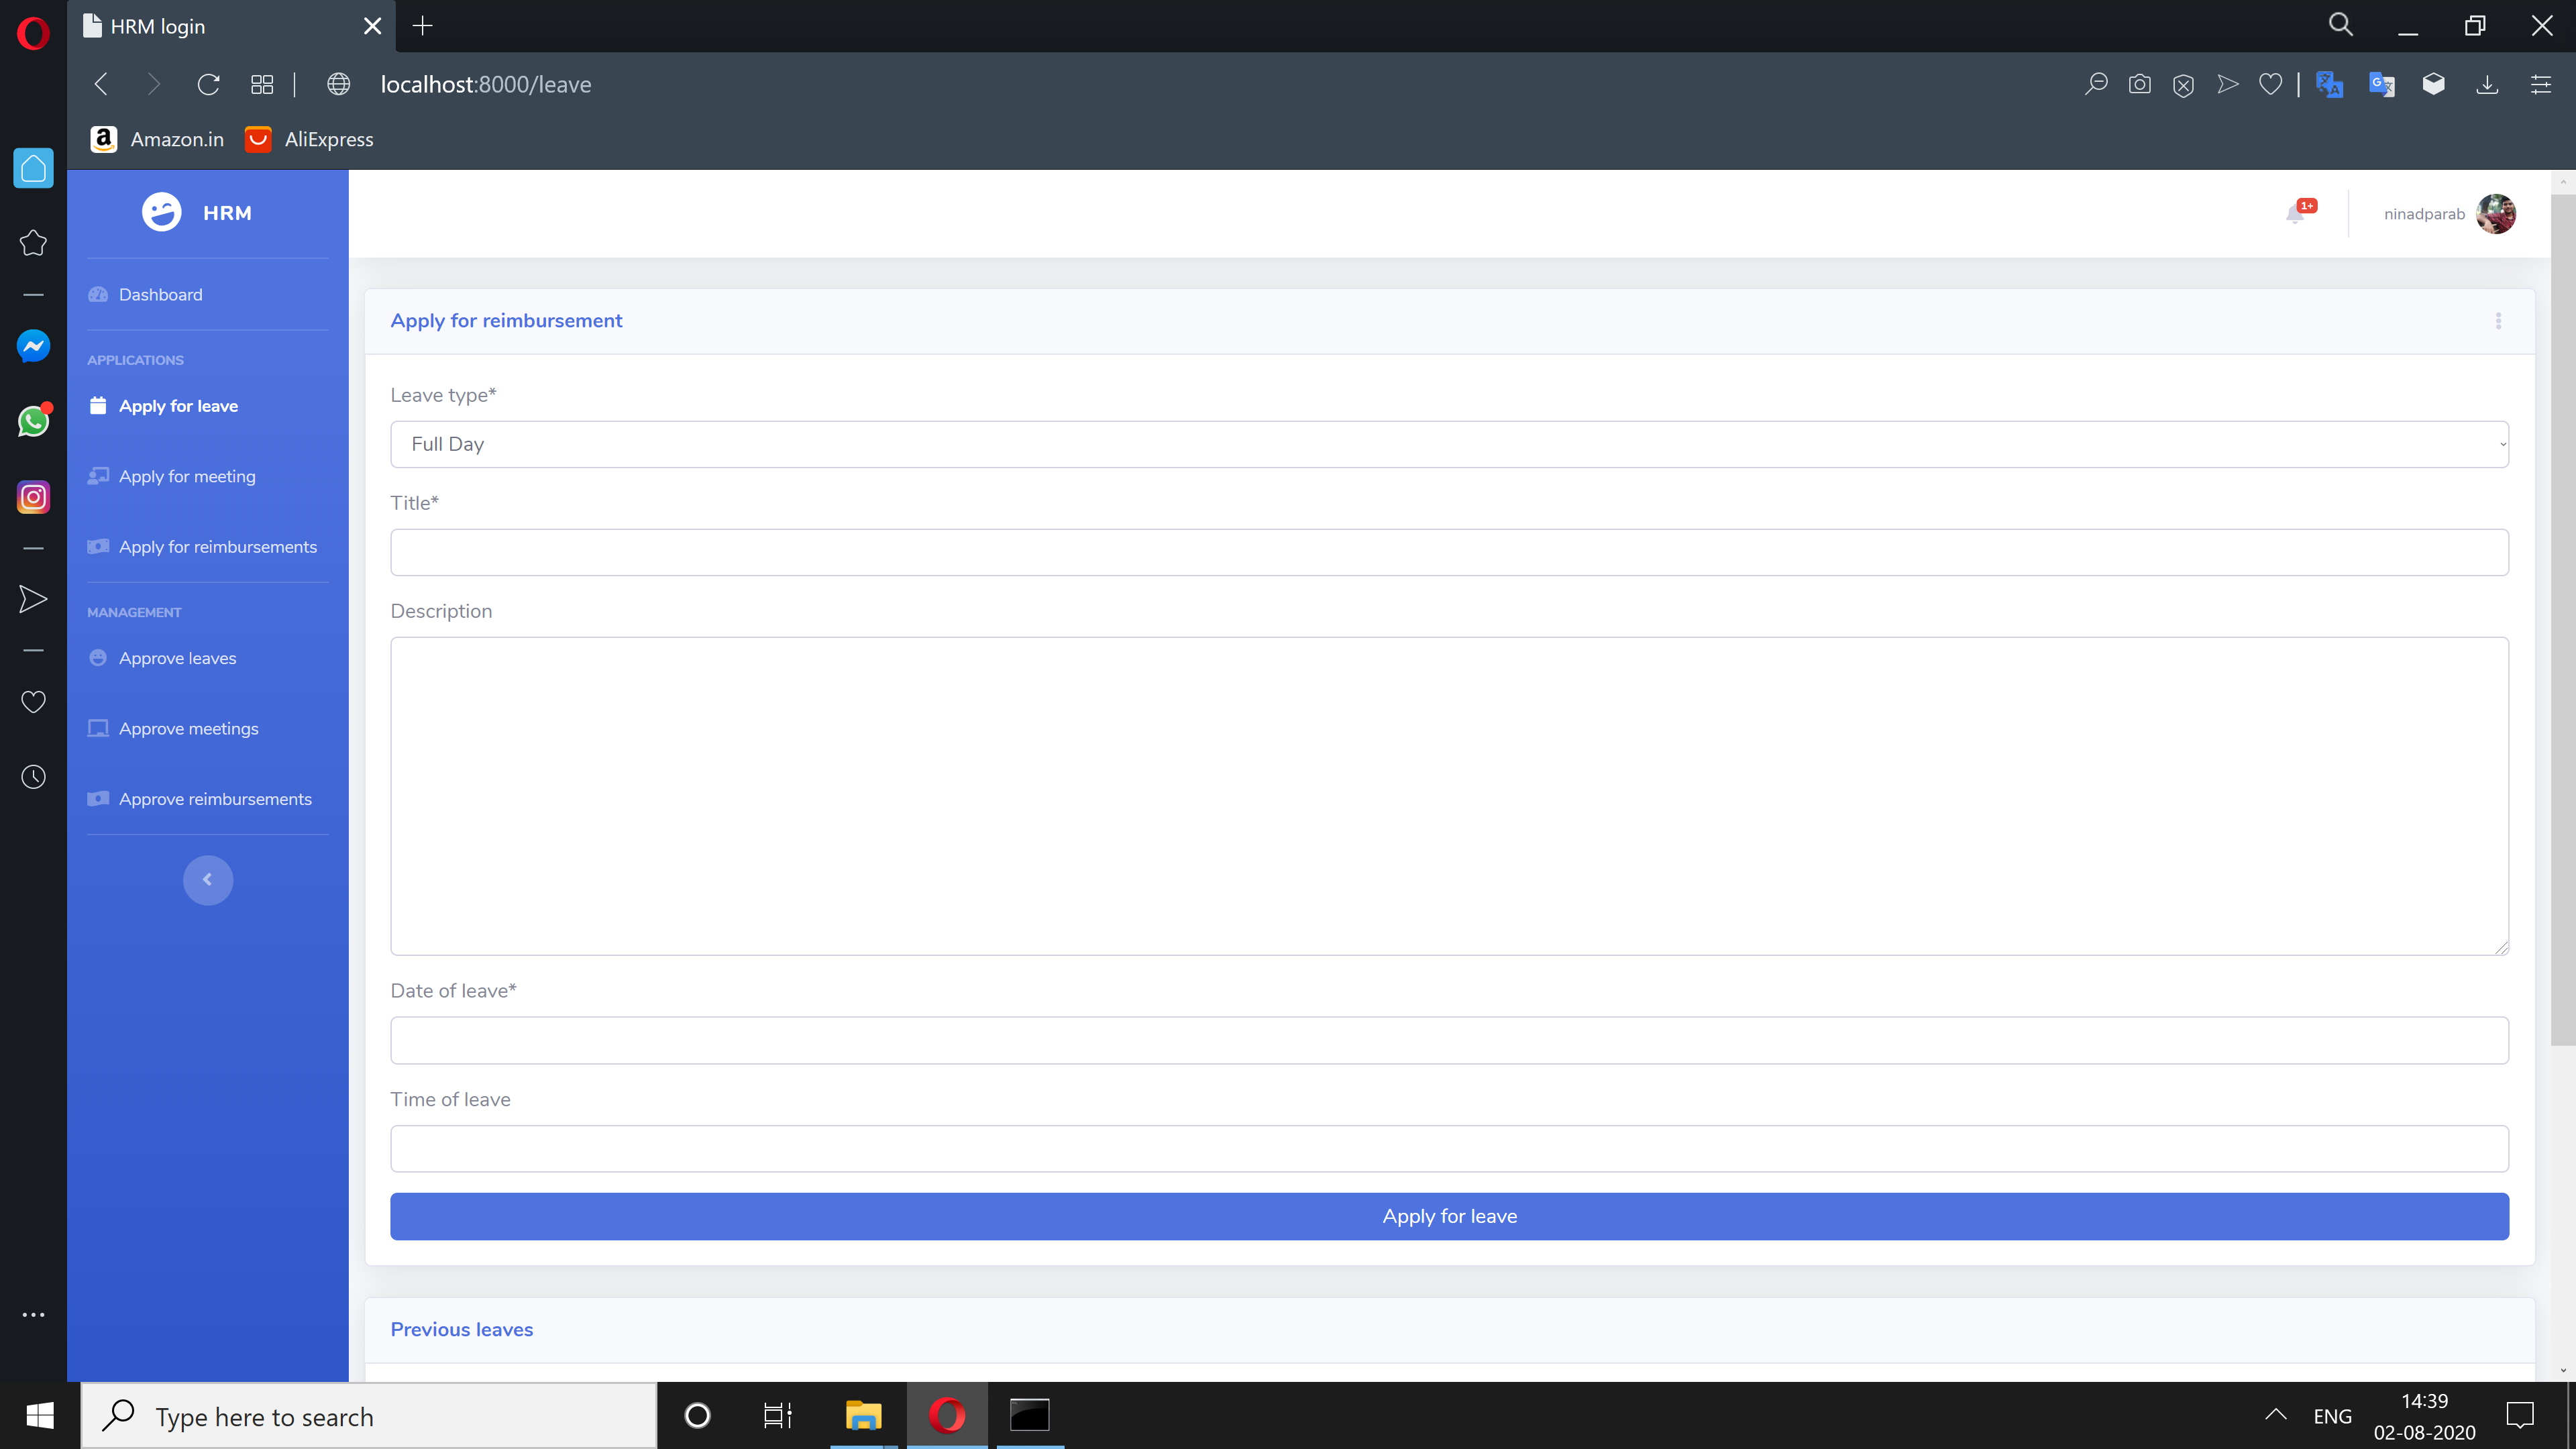 HRM login
localhost:8000/leave
Amazon.in
AliExpress
HRM
1+
ninadparab
Dashboard
APPLICATIONS
Apply for leave
Apply for meeting
Apply for reimbursements
MANAGEMENT
Approve leaves
Approve meetings
Approve reimbursements
Apply for reimbursement
Leave type*
Full Day
Title*
Description
Date of leave*
Time of leave
Apply for leave
Previous leaves
Type here to search
ENG
14:39
02-08-2020